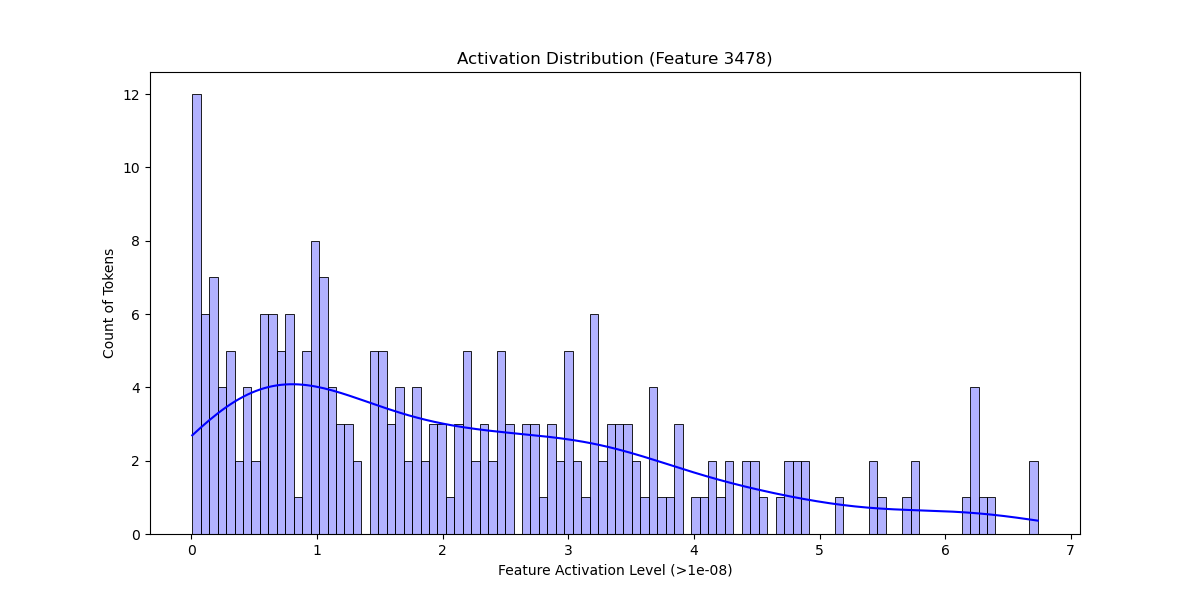 Activation Distribution (Feature 3478)
12
10
8
6
4
2
0
Count of Tokens
0 1 2 3 4 5 6 7
Feature Activation Level (>1e-08)